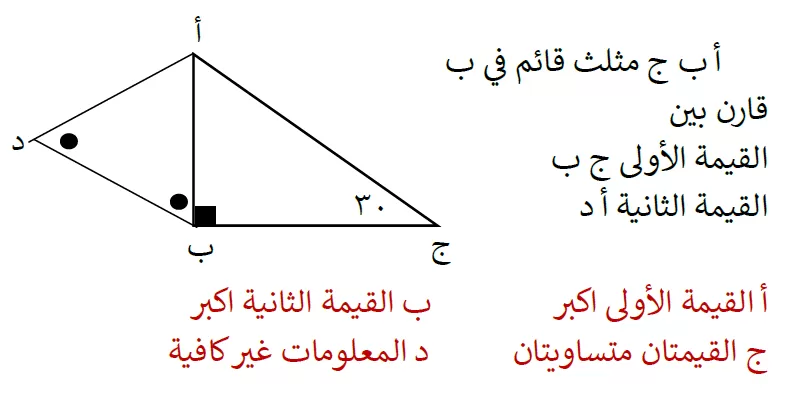 أ ب ج مثلث قائم في ب
قارن بين
القيمة الأولى ج ب
القيمة الثانية أ د
أ القيمة الأولى اكبر
ب القيمة الثانية اكبر
ج القيمتان متساويتان
د المعلومات غير كافية
أ
د
٣٠
ب
ج